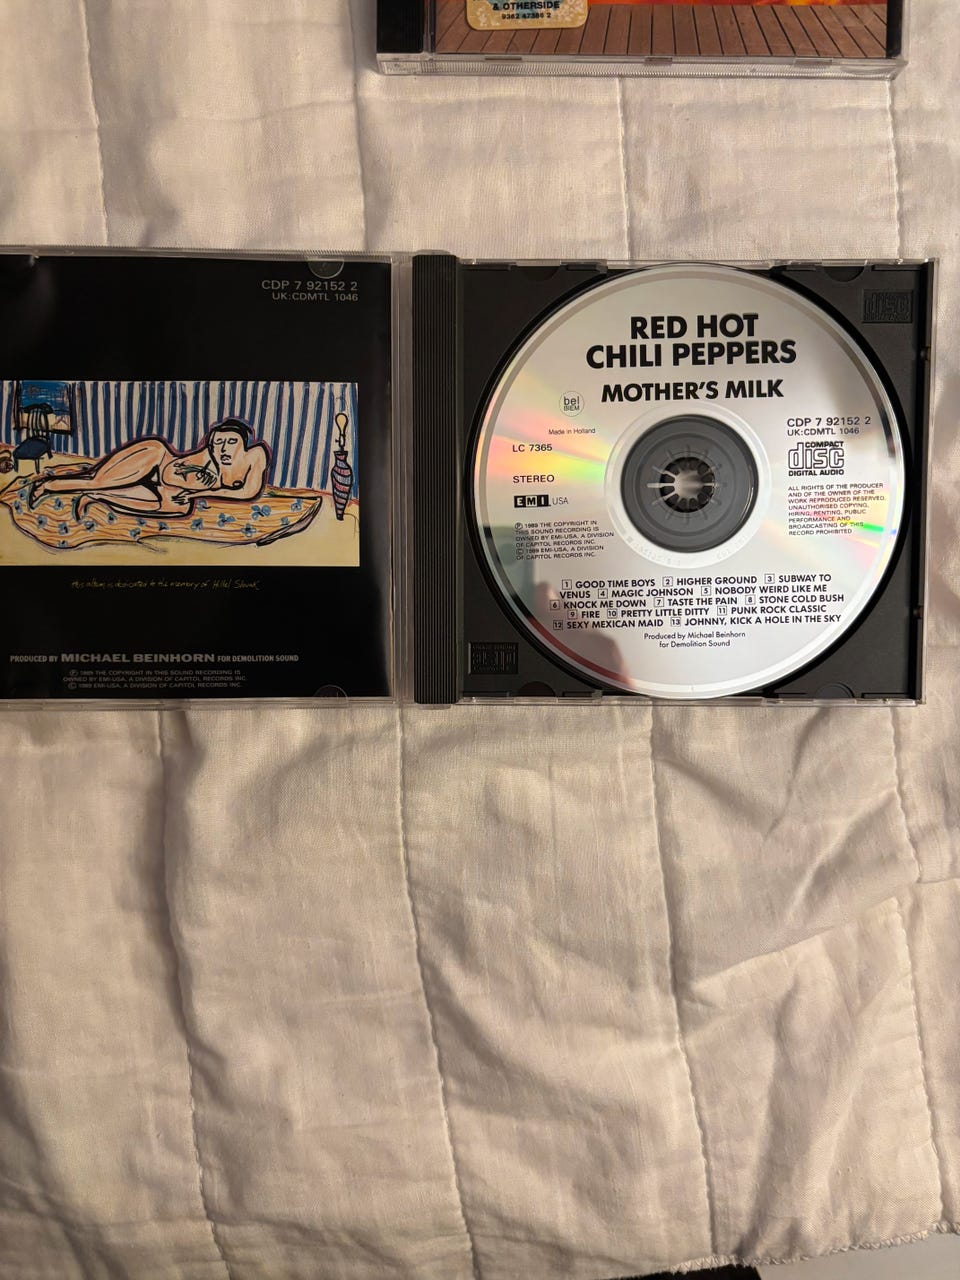 & OTHERSIDE
9362 47386 2
CDP 7 92152 2
UK:CDMTL 1046
this album is dedicated to the memory of Hillel Slovak
PRODUCED BY MICHAEL BEINHORN FOR DEMOLITION SOUND
Ⓟ 1989 THE COPYRIGHT IN THIS SOUND RECORDING IS
OWNED BY EMI-USA, A DIVISION OF CAPITOL RECORDS INC.
© 1989 EMI-USA, A DIVISION OF CAPITOL RECORDS INC.
RED HOT
CHILI PEPPERS
MOTHER'S MILK
bel
BIEM
Made in Holland
LC 7365
STEREO
EMI USA
Ⓟ 1989 THE COPYRIGHT IN
THIS SOUND RECORDING IS
OWNED BY EMI-USA, A DIVISION
OF CAPITOL RECORDS INC.
© 1989 EMI-USA, A DIVISION
OF CAPITOL RECORDS INC.
CDP 7 92152 2
UK:CDMTL 1046
COMPACT
disc
DIGITAL AUDIO
ALL RIGHTS OF THE PRODUCER
AND OF THE OWNER OF THE
WORK REPRODUCED RESERVED.
UNAUTHORISED COPYING,
HIRING, RENTING, PUBLIC
PERFORMANCE AND
BROADCASTING OF THIS
RECORD PROHIBITED
1 GOOD TIME BOYS 2 HIGHER GROUND 3 SUBWAY TO
VENUS 4 MAGIC JOHNSON 5 NOBODY WEIRD LIKE ME
6 KNOCK ME DOWN 7 TASTE THE PAIN 8 STONE COLD BUSH
9 FIRE 10 PRETTY LITTLE DITTY 11 PUNK ROCK CLASSIC
12 SEXY MEXICAN MAID 13 JOHNNY, KICK A HOLE IN THE SKY
Produced by Michael Beinhorn
for Demolition Sound